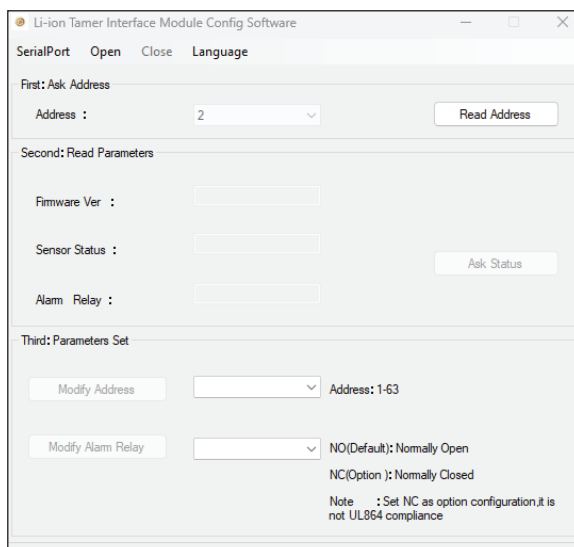 Li-ion Tamer Interface Module Config Software
SerialPort Open Close Language
First: Ask Address
Address : 2 Read Address
Second: Read Parameters
Firmware Ver :
Sensor Status :
Ask Status
Alarm Relay :
Third: Parameters Set
Modify Address Address: 1-63
Modify Alarm Relay NO(Default): Normally Open
NC(Option ): Normally Closed
Note : Set NC as option configuration,it is
not UL864 compliance